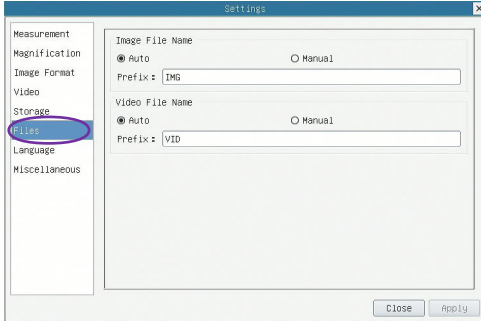 Settings
Measurement
Magnification
Image Format
Video
Storage
Files
Language
Miscellaneous
Image File Name
Auto
Manual
Prefix: IMG
Video File Name
Auto
Manual
Prefix: VID
Close
Apply